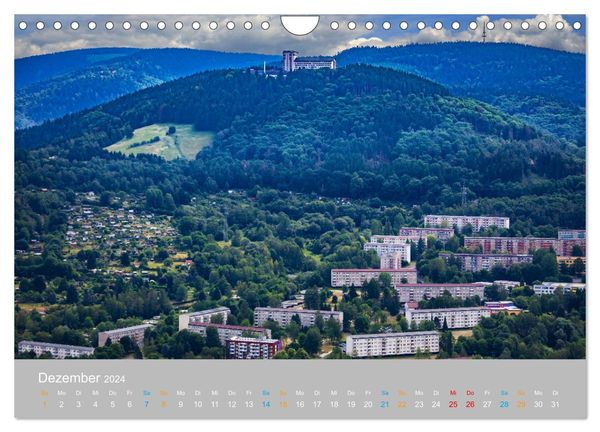 Dezember 2024
So Mo Di Mi Do Fr Sa So Mo Di Mi Do Fr Sa So Mo Di Mi Do Fr Sa So Mo Di Mi Do Fr Sa So Mo Di
1 2 3 4 5 6 7 8 9 10 11 12 13 14 15 16 17 18 19 20 21 22 23 24 25 26 27 28 29 30 31